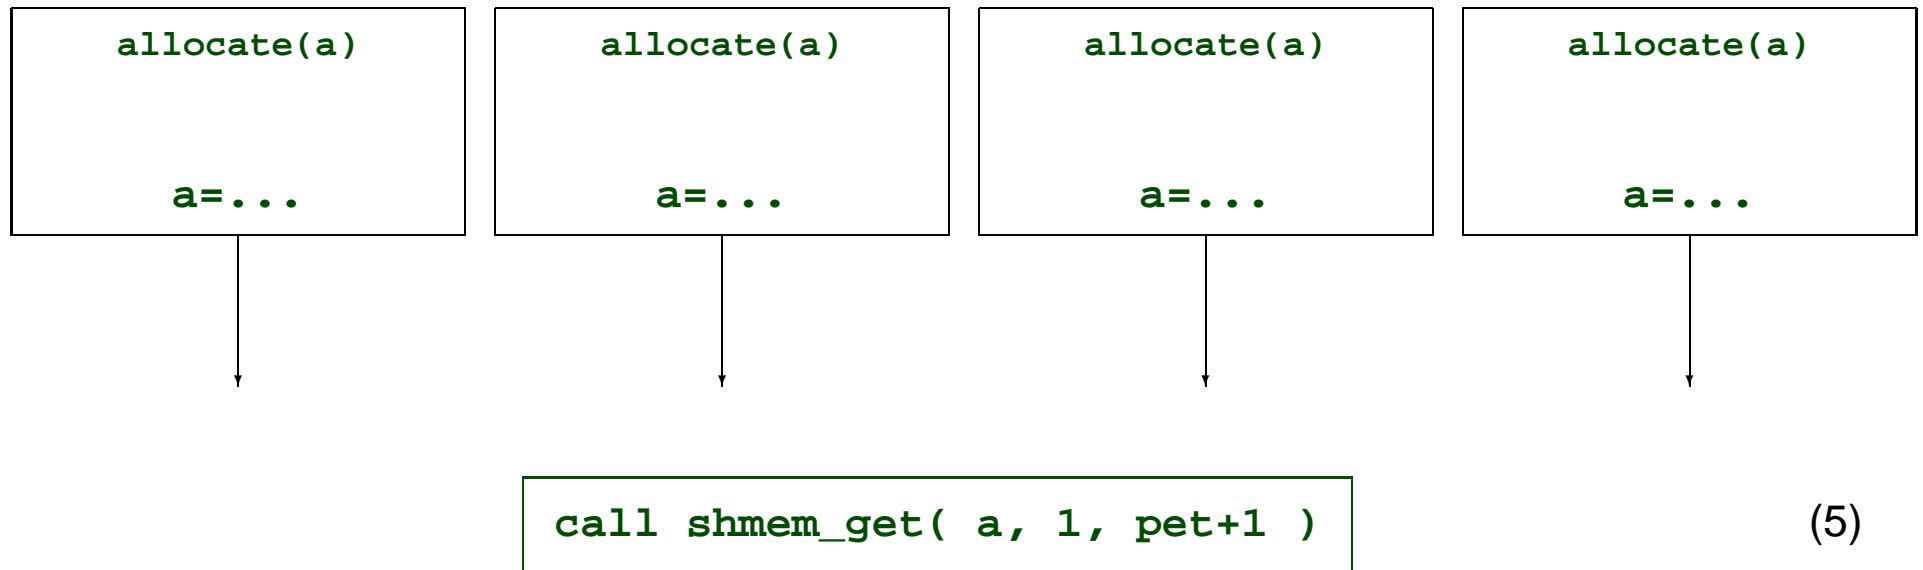 allocate(a) allocate(a) allocate(a) allocate(a)
a=... a=... a=... a=...
call shmem_get( a, 1, pet+1 ) (5)